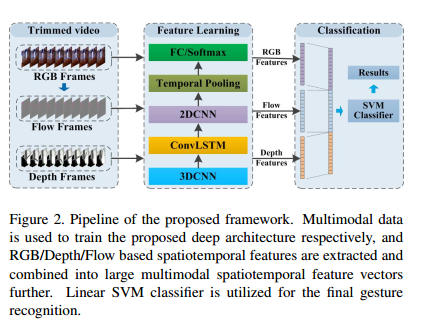 Trimmed video
RGB Frames
Flow Frames
Depth Frames
Feature Learning
FC/Softmax
Temporal Pooling
2DCNN
ConvLSTM
3DCNN
RGB
Features
Flow
Features
Depth
Features
Classification
Results
SVM
Classifier
Figure 2. Pipeline of the proposed framework. Multimodal data
is used to train the proposed deep architecture respectively, and
RGB/Depth/Flow based spatiotemporal features are extracted and
combined into large multimodal spatiotemporal feature vectors
further. Linear SVM classifier is utilized for the final gesture
recognition.